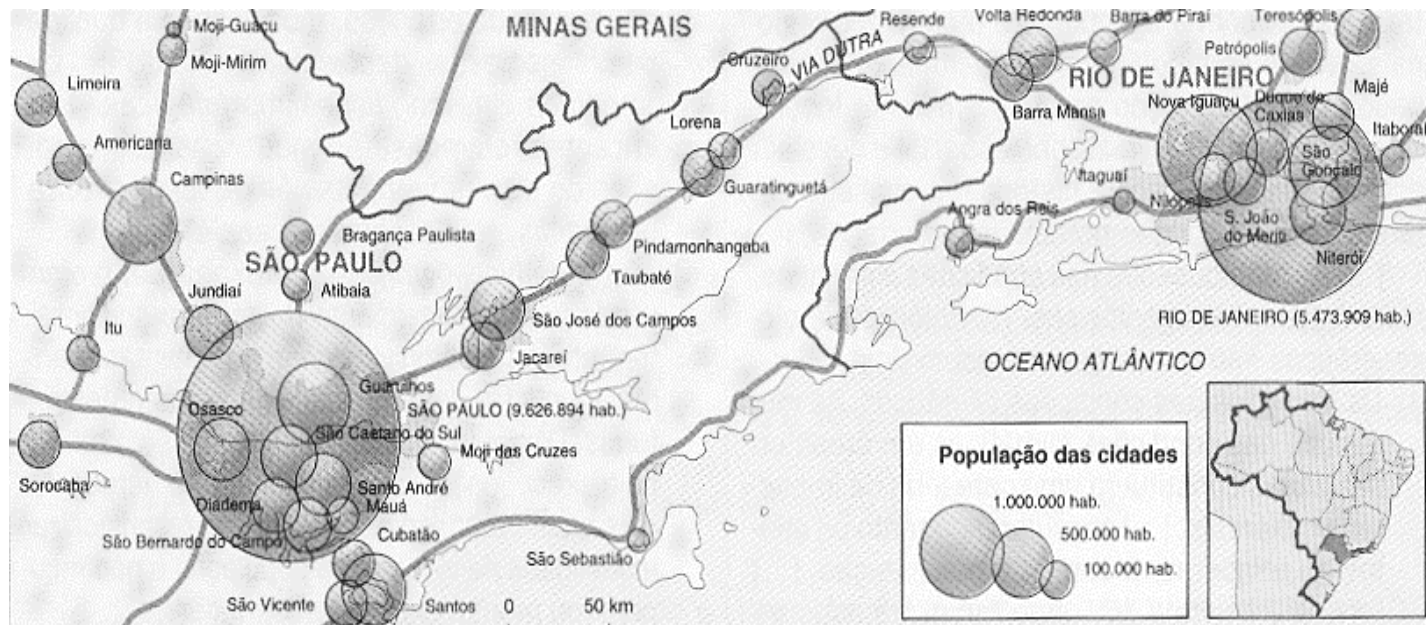 Moji-Guaçu
Moji-Mirim
Limeira
Americana
Campinas
MINAS GERAIS
Bragança Paulista
SÃO PAULO
Atibaia
Jundiaí
Itu
Sorocaba
Osasco
Guarulhos
SÃO PAULO (9.626.894 hab.)
São Caetano do Sul
Moji das Cruzes
Santo André
Diadema
Mauá
São Bernardo do Campo
Cubatão
São Vicente
Santos
São Sebastião
0 50 km
Jacareí
São José dos Campos
Taubaté
Pindamonhangaba
Guaratinguetá
Lorena
Cruzeiro
VIA DUTRA
Resende
Volta Redonda
Barra do Piraí
Barra Mansa
Teresópolis
Petrópolis
RIO DE JANEIRO
Majé
Nova Iguaçu
Duque de
Caxias
Itaboraí
São
Gonçalo
Itaguaí
Nilópolis
Angra dos Reis
S. João
do Meriti
Niterói
RIO DE JANEIRO (5.473.909 hab.)
OCEANO ATLÂNTICO
População das cidades
1.000.000 hab.
500.000 hab.
100.000 hab.